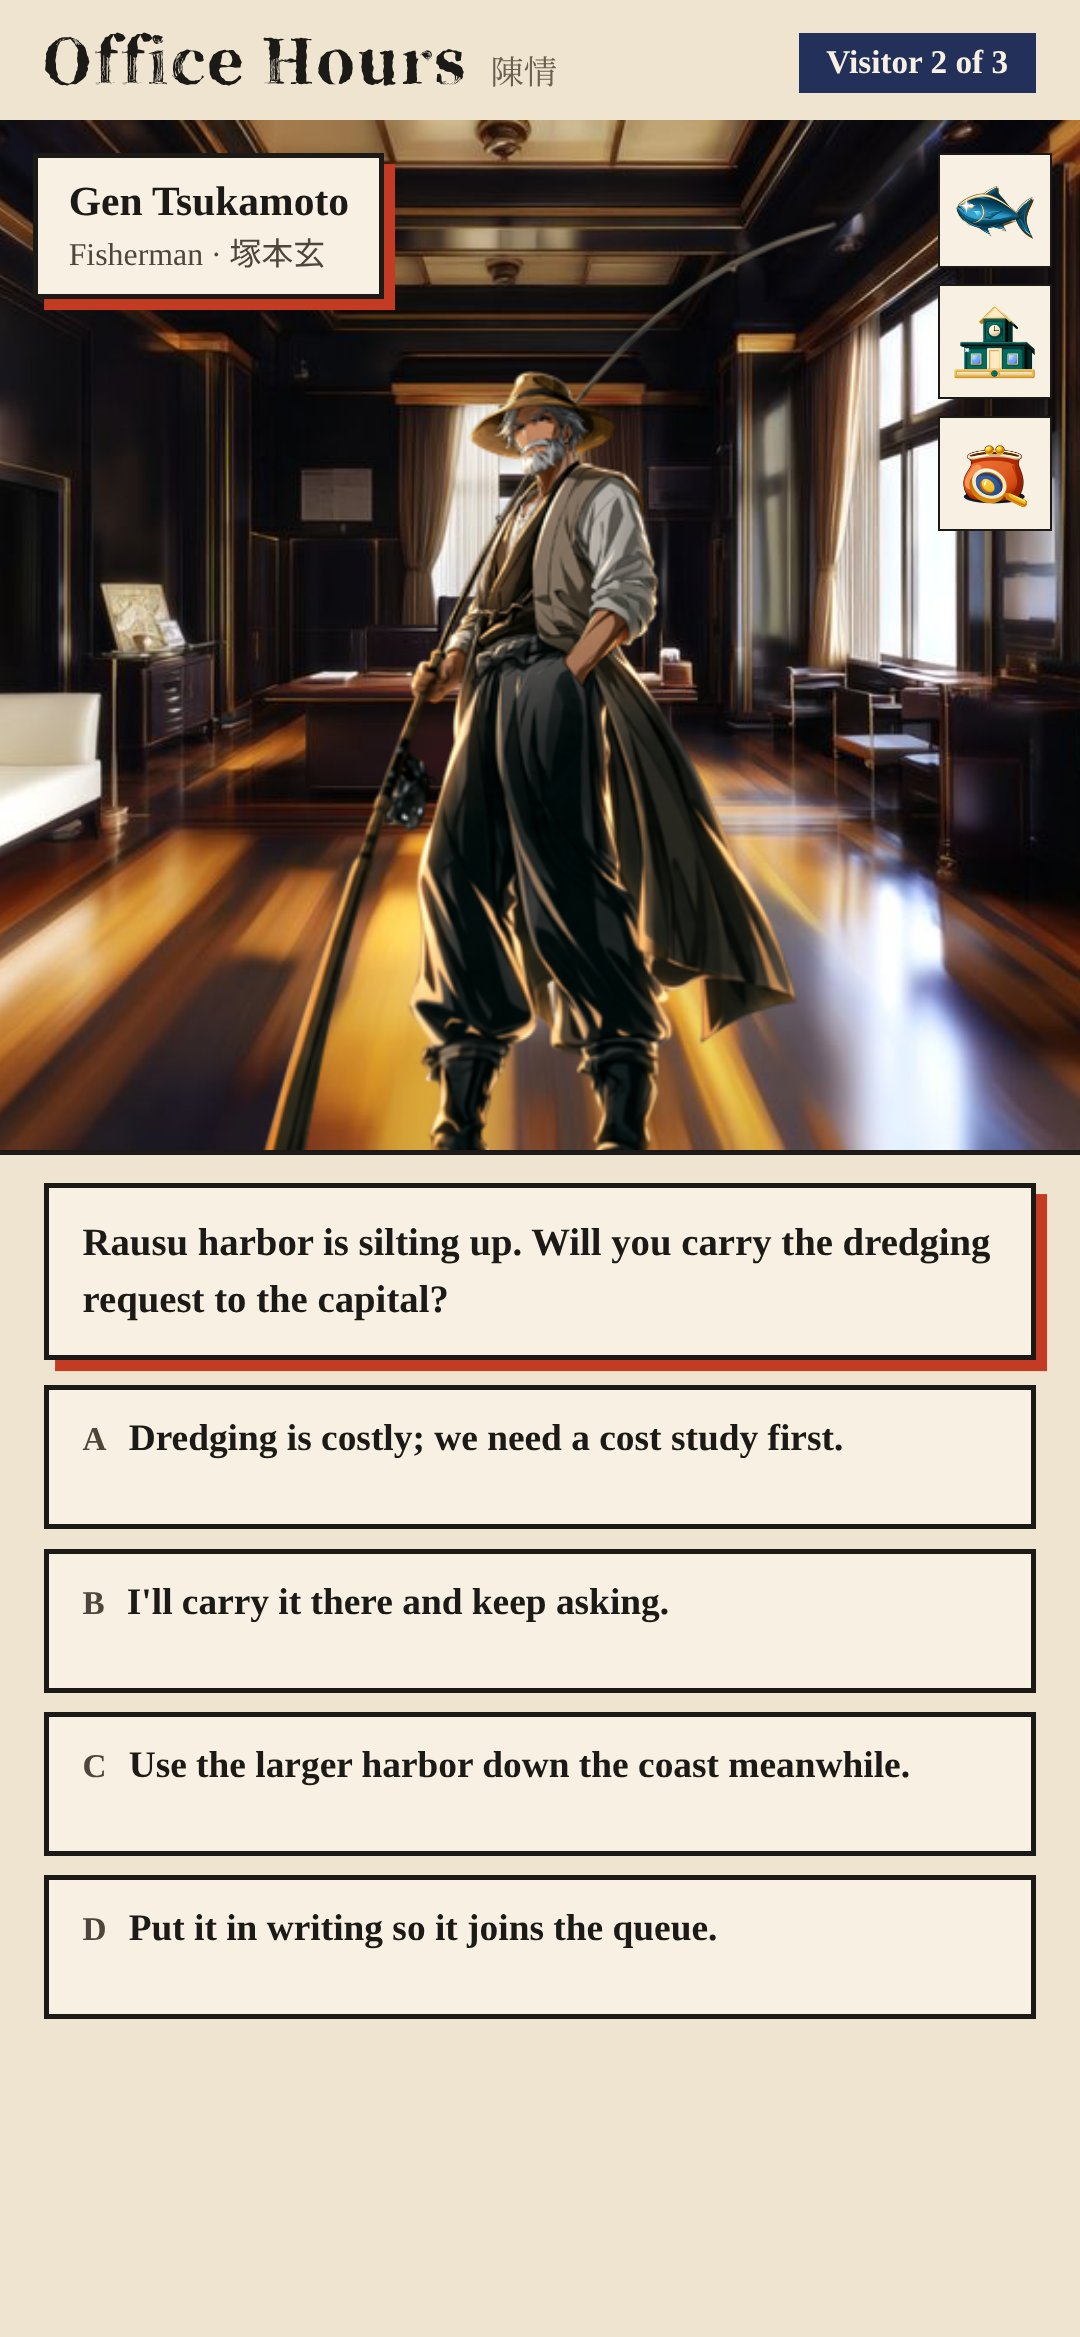 Office Hours 陳情
Visitor 2 of 3
Gen Tsukamoto
Fisherman · 塚本玄
Rausu harbor is silting up. Will you carry the dredging
request to the capital?
A Dredging is costly; we need a cost study first.
B I'll carry it there and keep asking.
C Use the larger harbor down the coast meanwhile.
D Put it in writing so it joins the queue.